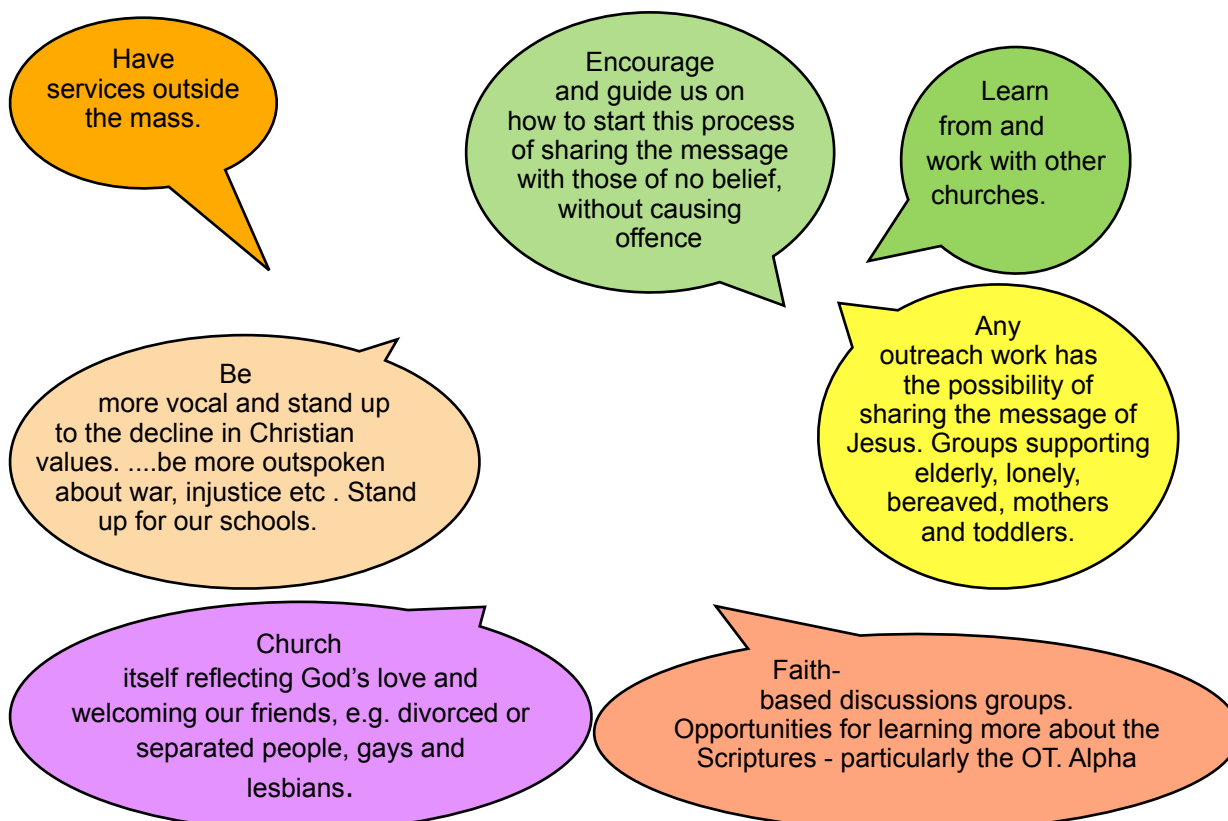 Have
services outside
the mass.
Encourage
and guide us on
how to start this process
of sharing the message
with those of no belief,
without causing
offence
Learn
from and
work with other
churches.
Be
more vocal and stand up
to the decline in Christian
values. ....be more outspoken
about war, injustice etc . Stand
up for our schools.
Any
outreach work has
the possibility of
sharing the message of
Jesus. Groups supporting
elderly, lonely,
bereaved, mothers
and toddlers.
Church
itself reflecting God’s love and
welcoming our friends, e.g. divorced or
separated people, gays and
lesbians.
Faith-
based discussions groups.
Opportunities for learning more about the
Scriptures - particularly the OT. Alpha